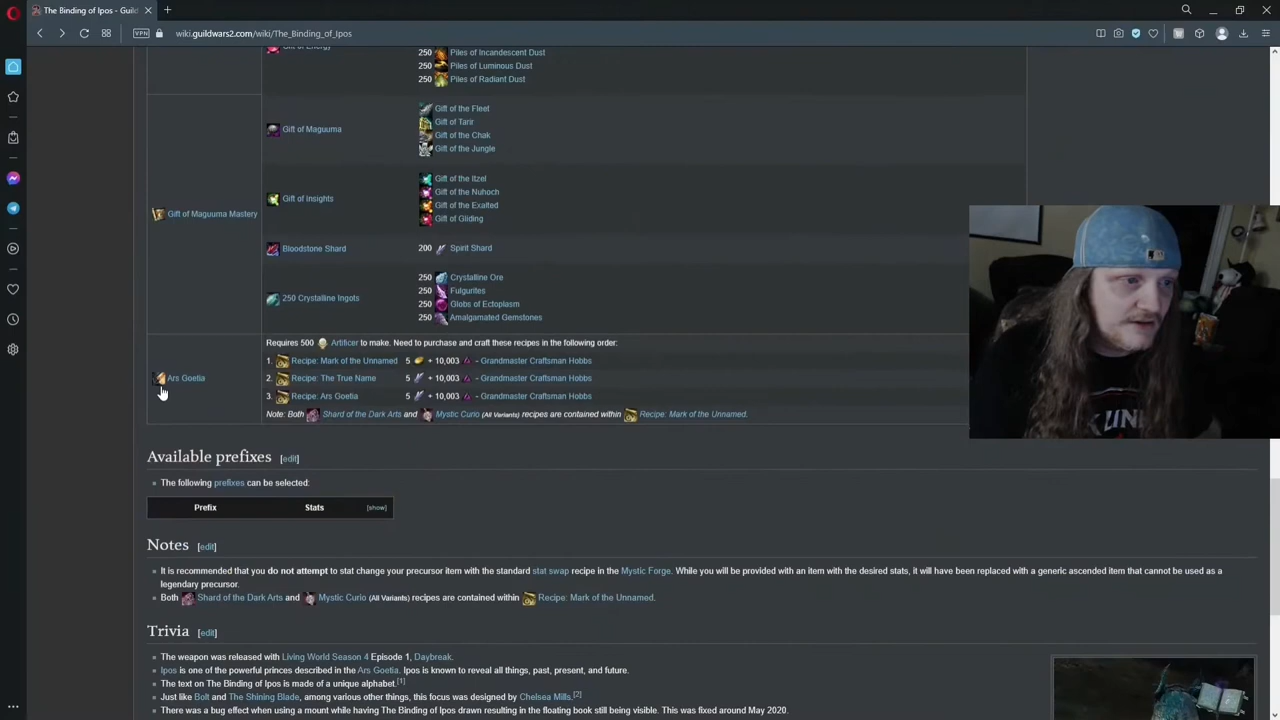 The Binding of Ipos - Guild
VPN
wiki.guildwars2.com/wiki/The_Binding_of_Ipos
Gift of Energy
250 Piles of Incandescent Dust
250 Piles of Luminous Dust
250 Piles of Radiant Dust
Gift of Maguuma Mastery
Gift of Maguuma
Gift of the Fleet
Gift of Tarir
Gift of the Chak
Gift of the Jungle
Gift of Insights
Gift of the Itzel
Gift of the Nuhoch
Gift of the Exalted
Gift of Gliding
Bloodstone Shard
200 Spirit Shard
250 Crystalline Ingots
250 Crystalline Ore
250 Fulgurites
250 Globs of Ectoplasm
250 Amalgamated Gemstones
Ars Goetia
Requires 500 Artificer to make. Need to purchase and craft these recipes in the following order:
1. Recipe: Mark of the Unnamed 5 + 10,003 - Grandmaster Craftsman Hobbs
2. Recipe: The True Name 5 + 10,003 - Grandmaster Craftsman Hobbs
3. Recipe: Ars Goetia 5 + 10,003 - Grandmaster Craftsman Hobbs
Note: Both Shard of the Dark Arts and Mystic Curio (All Variants) recipes are contained within Recipe: Mark of the Unnamed.
Available prefixes [edit]
The following prefixes can be selected:
Prefix Stats [show]
Notes [edit]
It is recommended that you do not attempt to stat change your precursor item with the standard stat swap recipe in the Mystic Forge. While you will be provided with an item with the desired stats, it will have been replaced with a generic ascended item that cannot be used as a
legendary precursor.
Both Shard of the Dark Arts and Mystic Curio (All Variants) recipes are contained within Recipe: Mark of the Unnamed.
Trivia [edit]
The weapon was released with Living World Season 4 Episode 1, Daybreak.
Ipos is one of the powerful princes described in the Ars Goetia. Ipos is known to reveal all things, past, present, and future.
The text on The Binding of Ipos is made of a unique alphabet.[1]
Just like Bolt and The Shining Blade, among various other things, this focus was designed by Chelsea Mills.[2]
There was a bug effect when using a mount while having The Binding of Ipos drawn resulting in the floating book still being visible. This was fixed around May 2020.